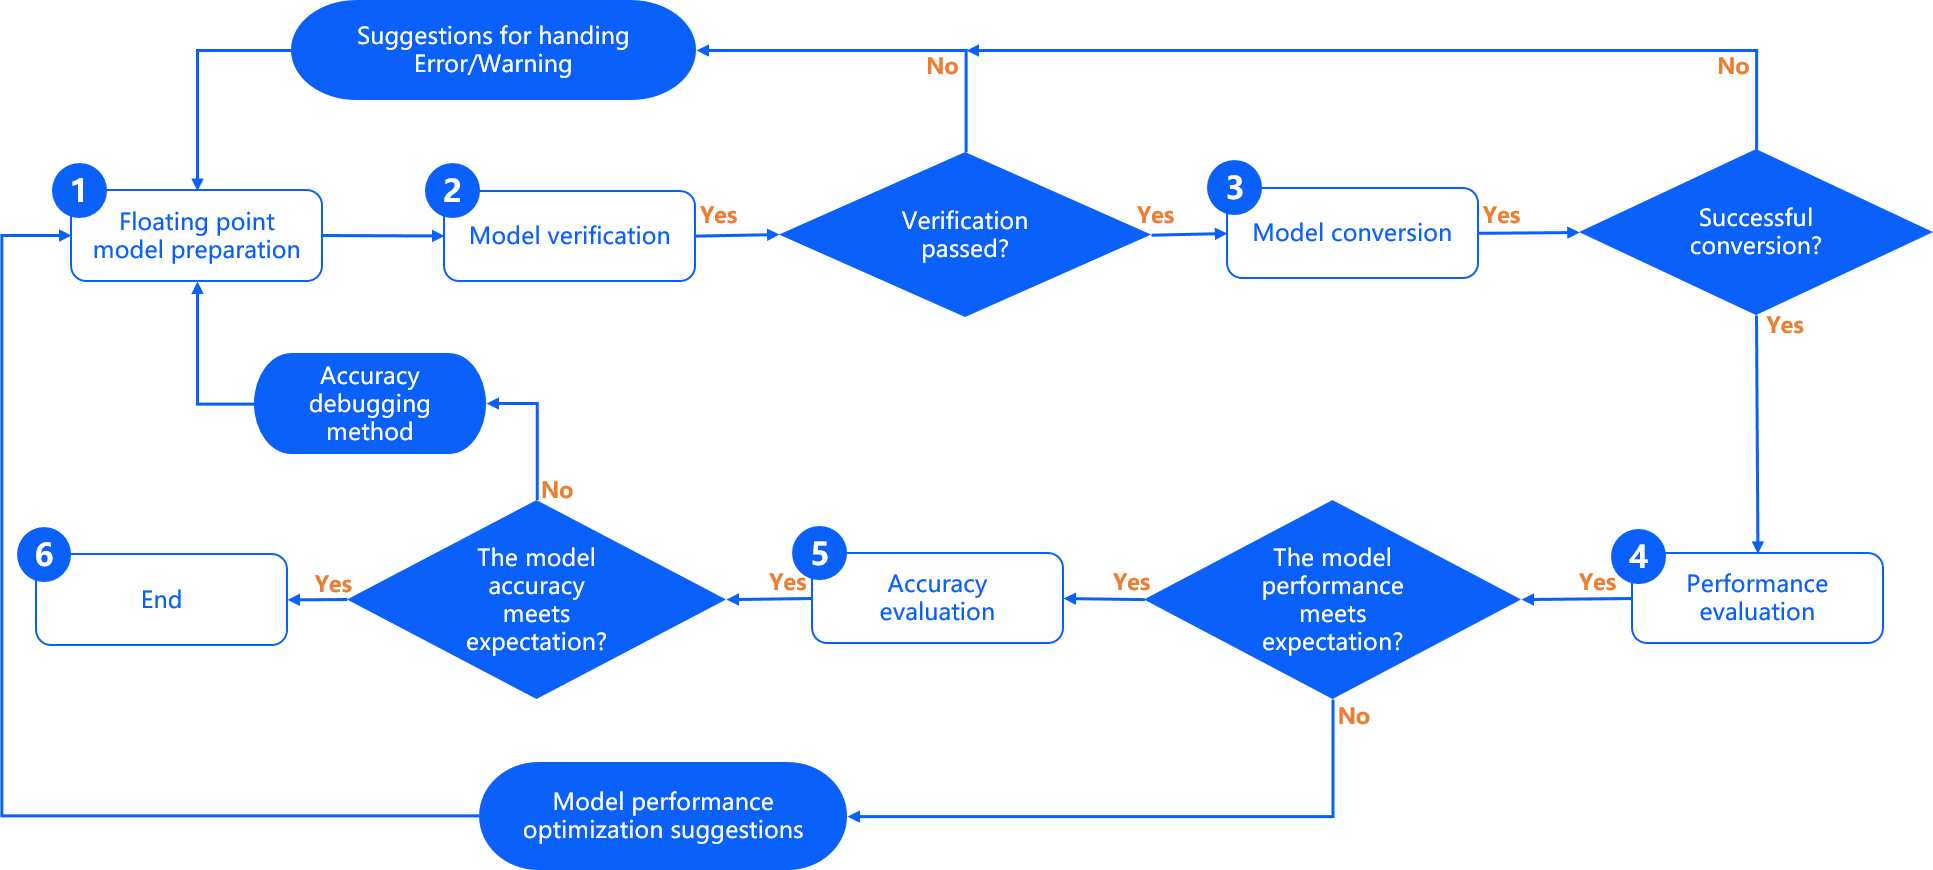 Suggestions for handing
Error/Warning
No
No
1
Floating point
model preparation
2
Model verification
Yes
Verification
passed?
Yes
3
Model conversion
Yes
Successful
conversion?
Yes
Accuracy
debugging
method
No
6
End
Yes
The model
accuracy
meets
expectation?
Yes
5
Accuracy
evaluation
Yes
The model
performance
meets
expectation?
Yes
4
Performance
evaluation
No
Model performance
optimization suggestions